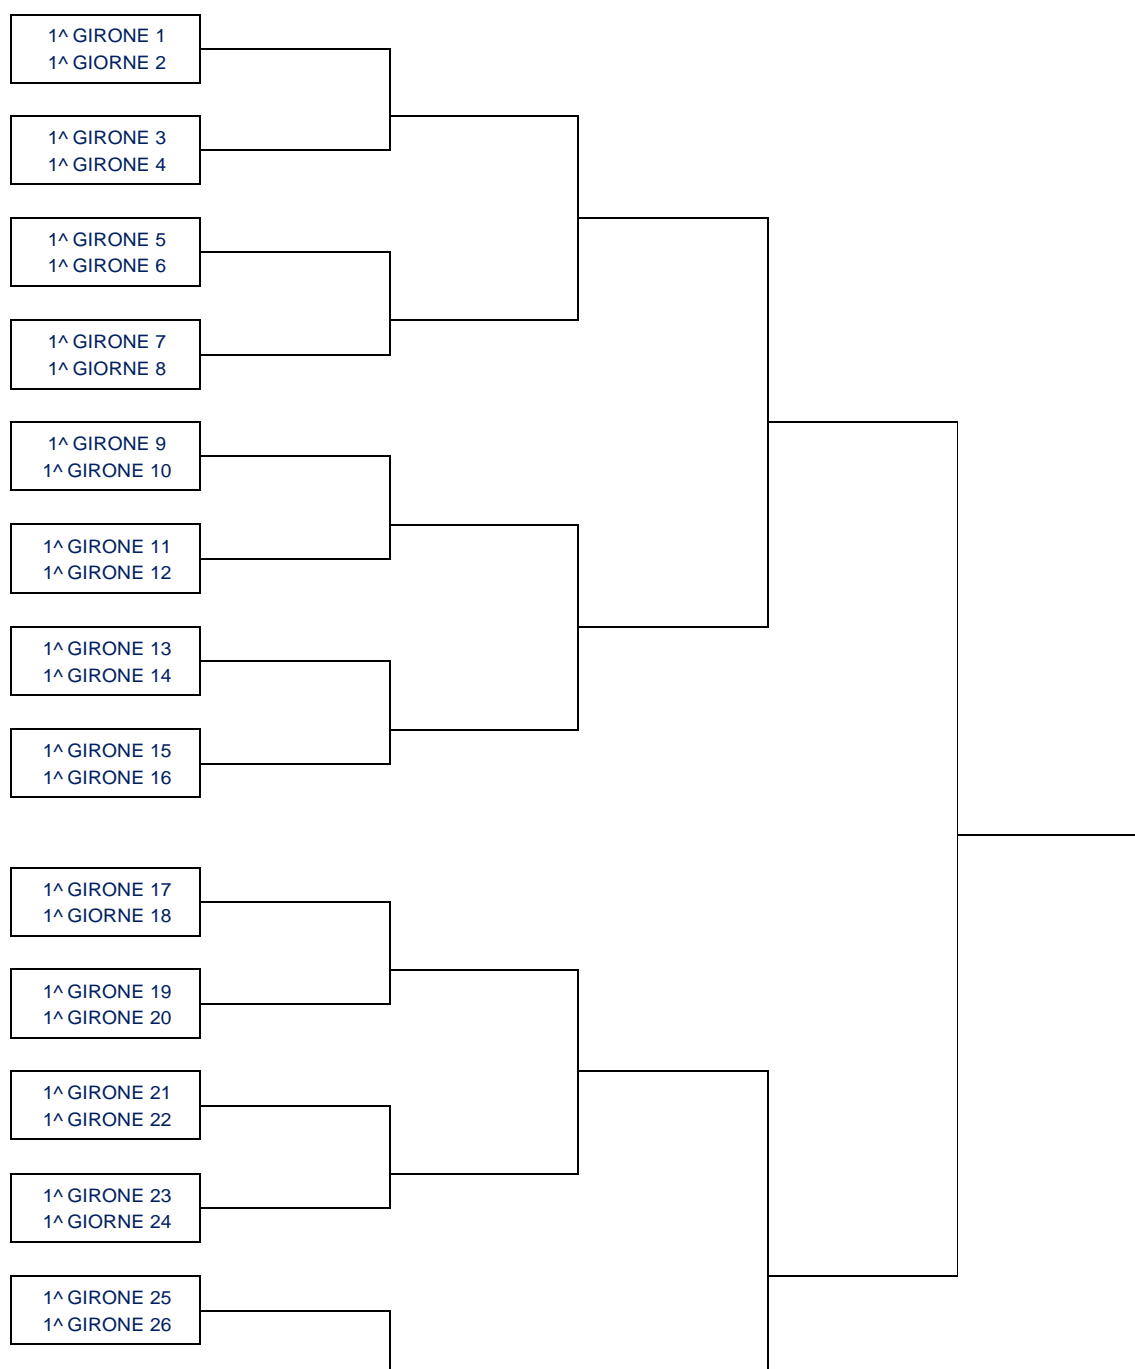 1^ GIRONE 1
1^ GIORNE 2
1^ GIRONE 3
1^ GIRONE 4
1^ GIRONE 5
1^ GIRONE 6
1^ GIRONE 7
1^ GIORNE 8
1^ GIRONE 9
1^ GIRONE 10
1^ GIRONE 11
1^ GIRONE 12
1^ GIRONE 13
1^ GIRONE 14
1^ GIRONE 15
1^ GIRONE 16
1^ GIRONE 17
1^ GIORNE 18
1^ GIRONE 19
1^ GIRONE 20
1^ GIRONE 21
1^ GIRONE 22
1^ GIRONE 23
1^ GIORNE 24
1^ GIRONE 25
1^ GIRONE 26